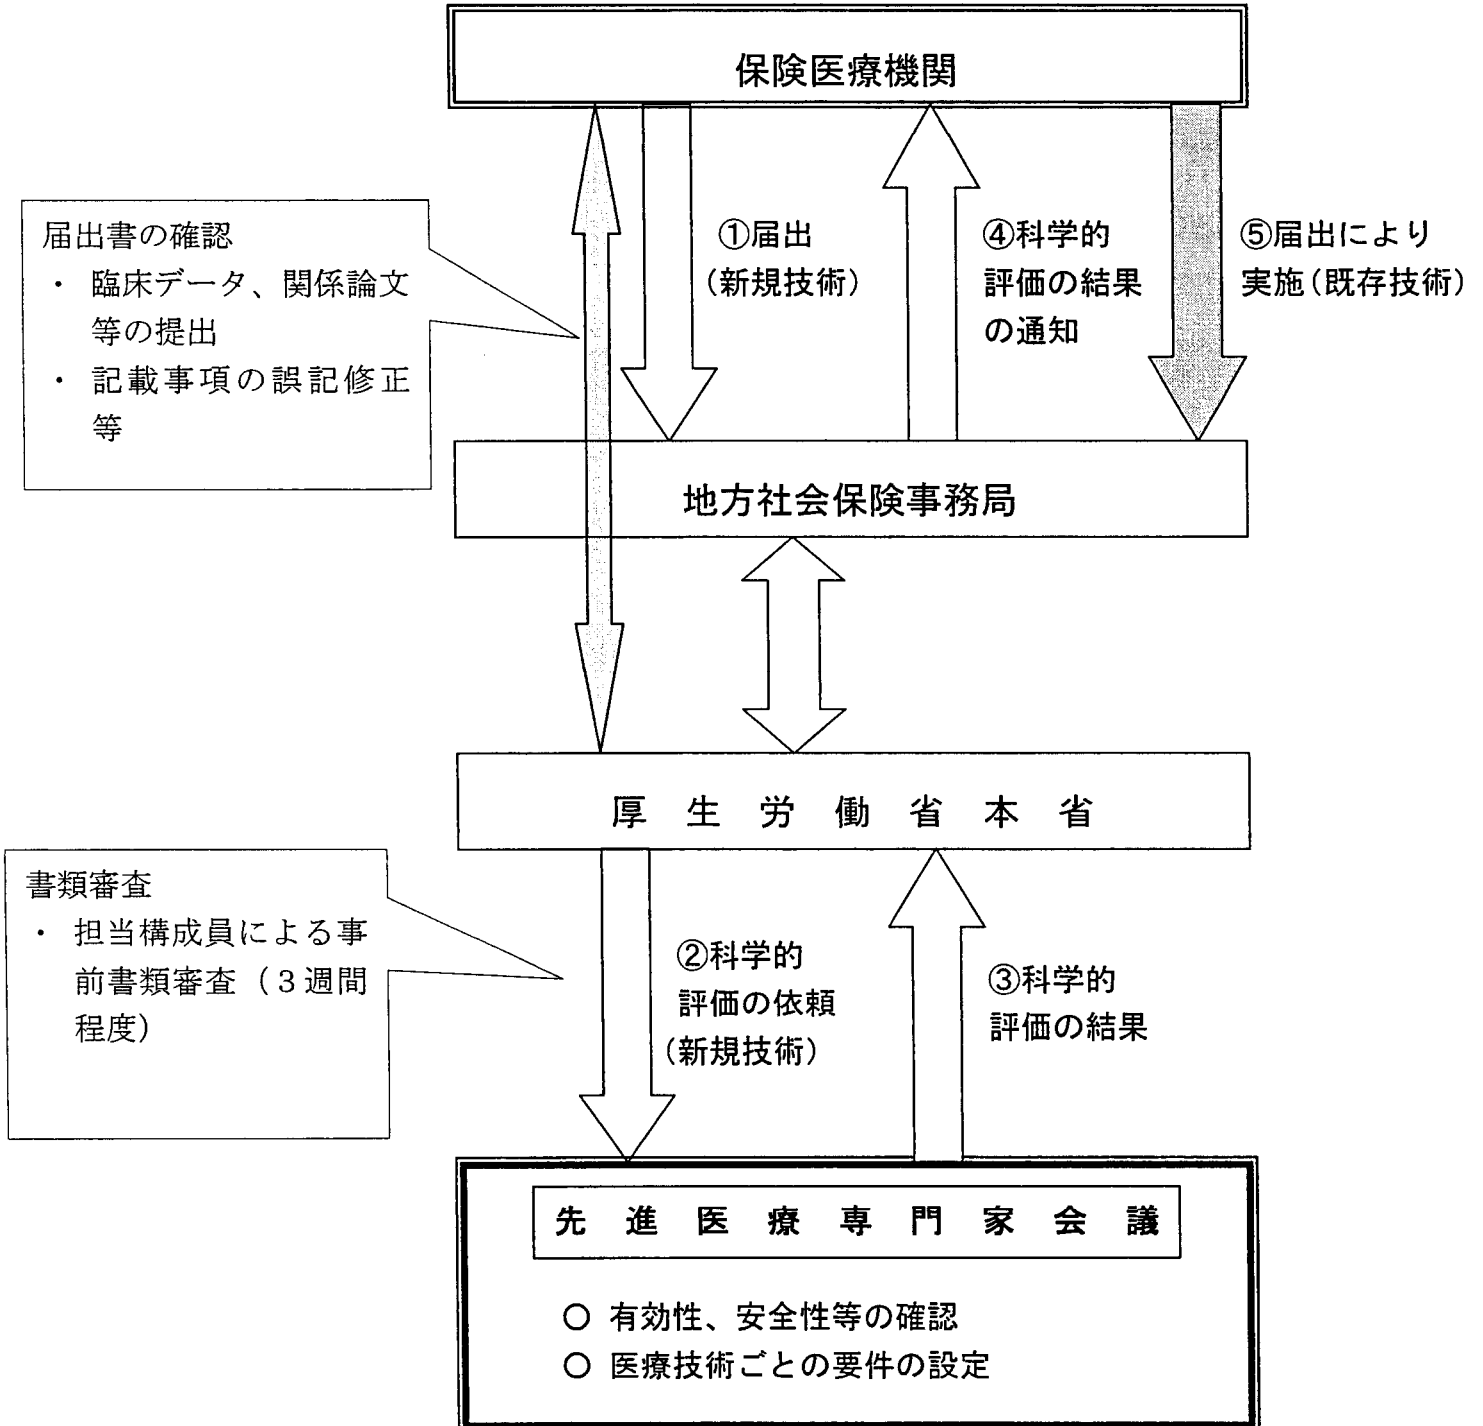 保険医療機関
届出書の確認
・ 臨床データ、関係論文
等の提出
・ 記載事項の誤記修正
等
①届出
(新規技術)
④科学的
評価の結果
の通知
⑤届出により
実施(既存技術)
地方社会保険事務局
厚 生 労 働 省 本 省
書類審査
・ 担当構成員による事
前書類審査（３週間
程度）
②科学的
評価の依頼
(新規技術)
③科学的
評価の結果
先 進 医 療 専 門 家 会 議
○ 有効性、安全性等の確認
○ 医療技術ごとの要件の設定